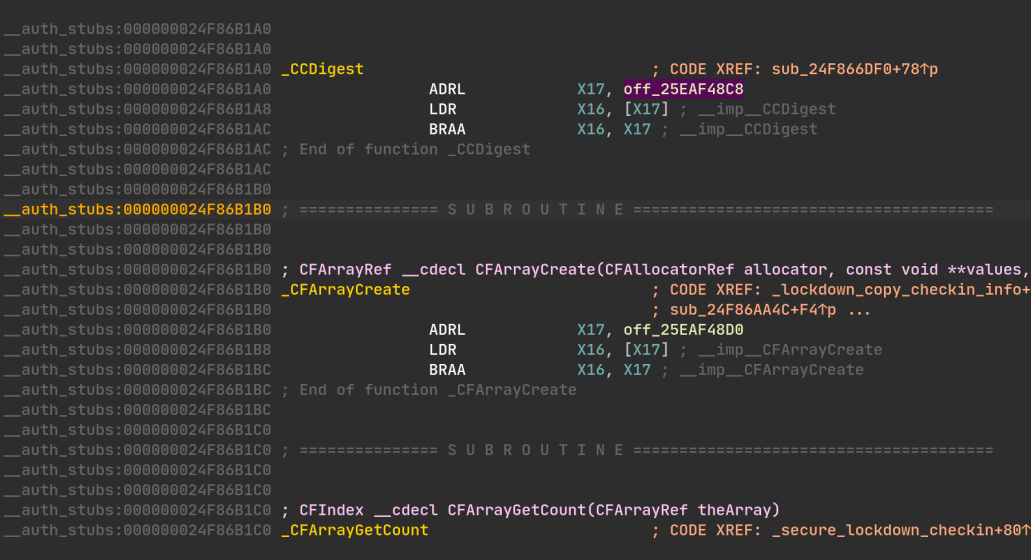 __auth_stubs:000000024F86B1A0
__auth_stubs:000000024F86B1A0
__auth_stubs:000000024F86B1A0 _CCDigest ; CODE XREF: sub_24F866DF0+78↑p
__auth_stubs:000000024F86B1A0 ADRL X17, off_25EAF48C8
__auth_stubs:000000024F86B1A8 LDR X16, [X17] ; __imp__CCDigest
__auth_stubs:000000024F86B1AC BRAA X16, X17 ; __imp__CCDigest
__auth_stubs:000000024F86B1AC ; End of function _CCDigest
__auth_stubs:000000024F86B1AC
__auth_stubs:000000024F86B1B0
__auth_stubs:000000024F86B1B0 ; =============== S U B R O U T I N E =======================================
__auth_stubs:000000024F86B1B0
__auth_stubs:000000024F86B1B0
__auth_stubs:000000024F86B1B0 ; CFArrayRef __cdecl CFArrayCreate(CFAllocatorRef allocator, const void **values,
__auth_stubs:000000024F86B1B0 _CFArrayCreate ; CODE XREF: _lockdown_copy_checkin_info+
__auth_stubs:000000024F86B1B0 ; sub_24F86AA4C+F4↑p ...
__auth_stubs:000000024F86B1B0 ADRL X17, off_25EAF48D0
__auth_stubs:000000024F86B1B8 LDR X16, [X17] ; __imp__CFArrayCreate
__auth_stubs:000000024F86B1BC BRAA X16, X17 ; __imp__CFArrayCreate
__auth_stubs:000000024F86B1BC ; End of function _CFArrayCreate
__auth_stubs:000000024F86B1BC
__auth_stubs:000000024F86B1C0
__auth_stubs:000000024F86B1C0 ; =============== S U B R O U T I N E =======================================
__auth_stubs:000000024F86B1C0
__auth_stubs:000000024F86B1C0
__auth_stubs:000000024F86B1C0 ; CFIndex __cdecl CFArrayGetCount(CFArrayRef theArray)
__auth_stubs:000000024F86B1C0 _CFArrayGetCount ; CODE XREF: _secure_lockdown_checkin+80↑